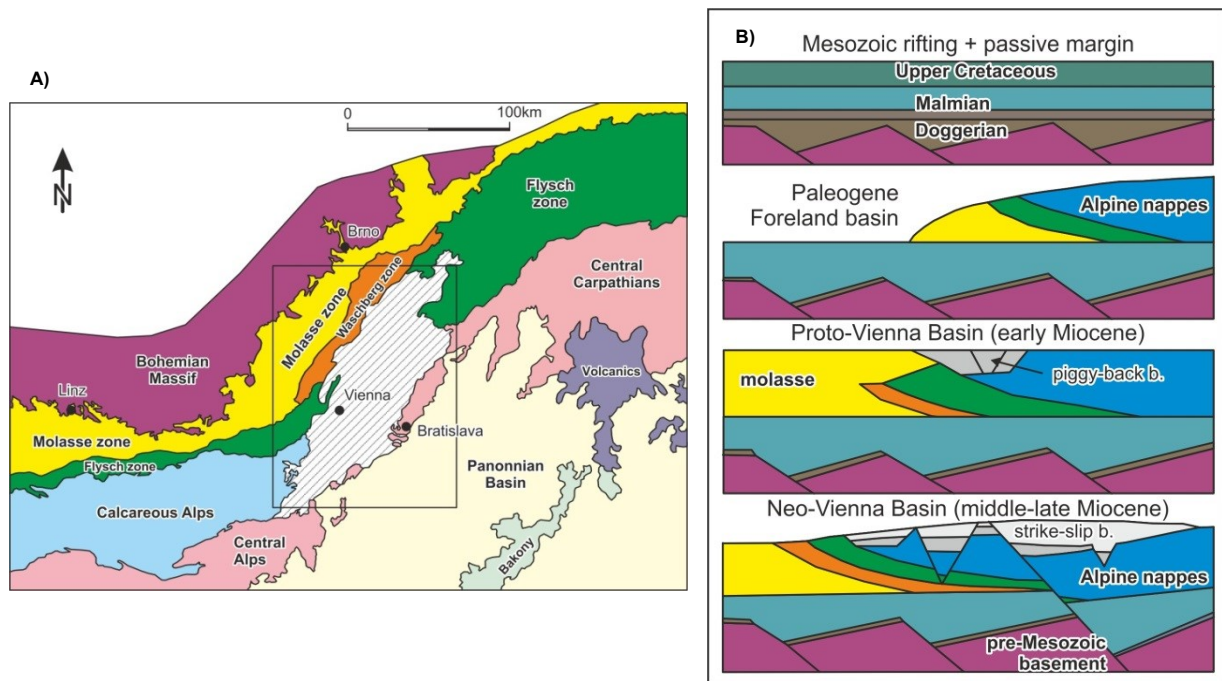 A)
0
100km
N
Flysch
zone
Brno
Central
Carpathians
Waschberg zone
Molasse zone
Bohemian
Massif
Volcanics
Linz
Vienna
Bratislava
Molasse zone
Flysch zone
Panonnian
Basin
Calcareous Alps
Central
Alps
Bakony
B)
Mesozoic rifting + passive margin
Upper Cretaceous
Malmian
Doggerian
Paleogene
Foreland basin
Alpine nappes
Proto-Vienna Basin (early Miocene)
molasse
piggy-back b.
Neo-Vienna Basin (middle-late Miocene)
strike-slip b.
Alpine nappes
pre-Mesozoic
basement